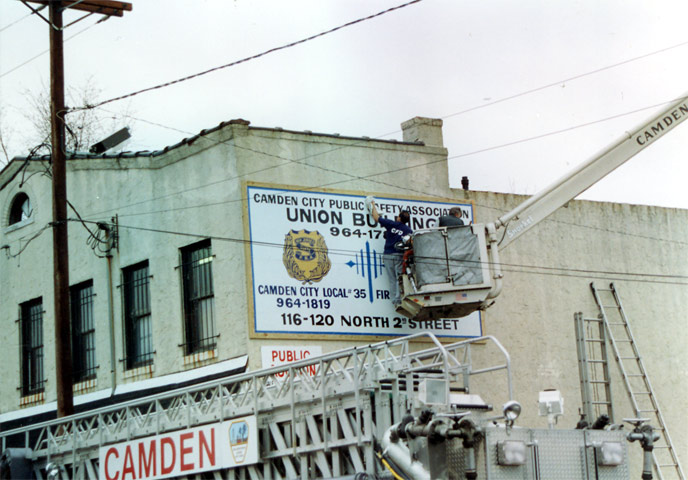 CAMDEN CITY PUBLIC SAFETY ASSOCIATION
UNION BUILDING
964-17
CAMDEN CITY LOCAL # 35 FIR
964-1819
116-120 NORTH 2ND STREET
PUBLIC
CFD
CAMDEN
CAMDEN